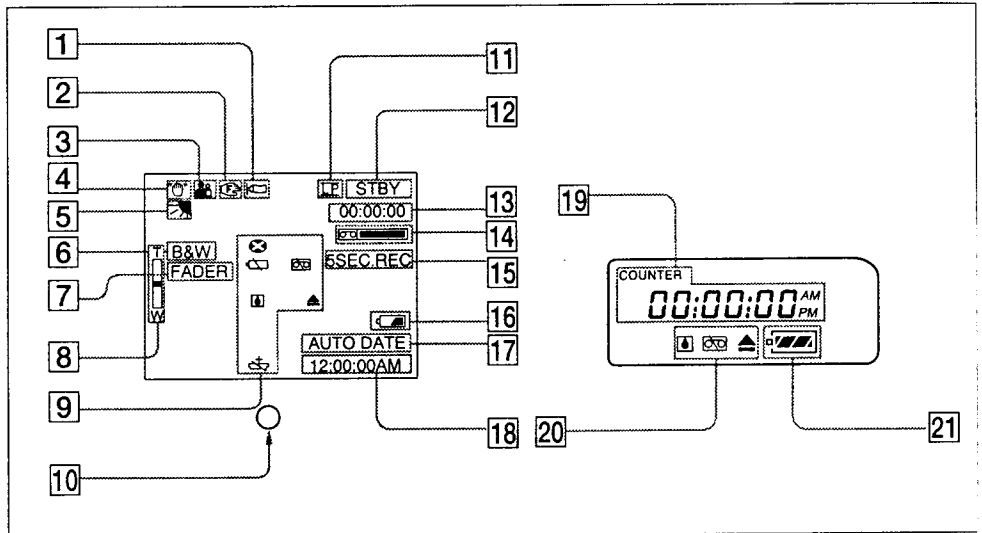 1
2
3
4
5
6
7
8
9
10
11
12
13
14
15
16
17
18
19
20
21
LP STBY
00:00:00
T B&W
5SEC.REC
FADER
W
AUTO DATE
12:00:00AM
COUNTER
00:00:00 AM
PM